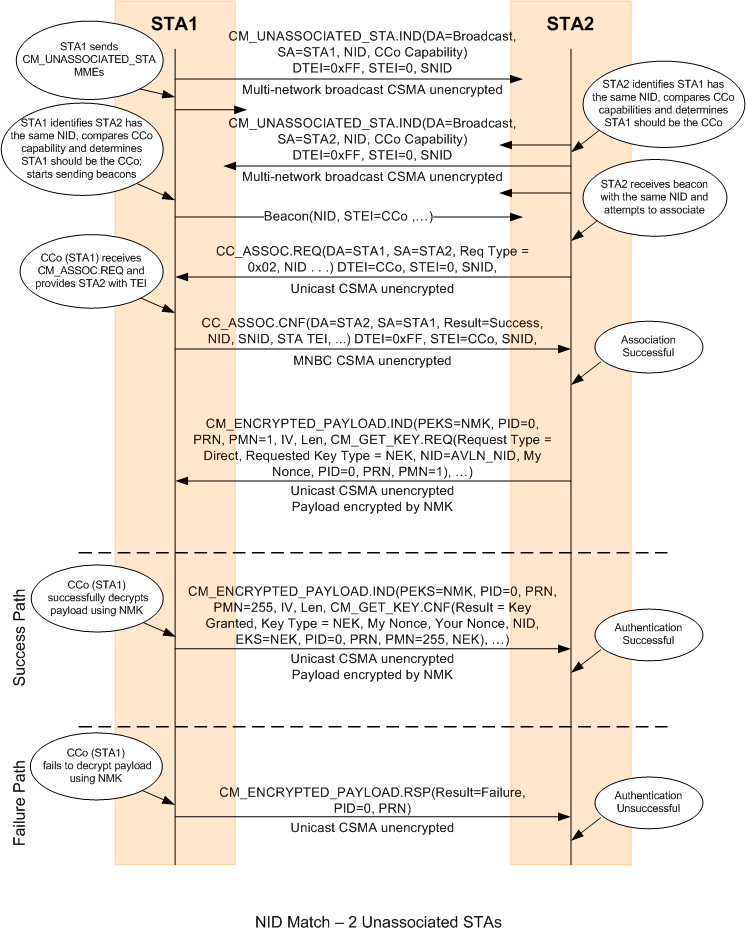 STA1
STA2
STA1 sends
CM_UNASSOCIATED_STA
MMEs
CM_UNASSOCIATED_STA.IND(DA=Broadcast,
SA=STA1, NID, CCo Capability)
DTEI=0xFF, STEI=0, SNID
Multi-network broadcast CSMA unencrypted
STA2 identifies STA1 has
the same NID, compares CCo
capabilities and determines
STA1 should be the CCo
STA1 identifies STA2 has
the same NID, compares CCo
capability and determines
STA1 should be the CCo;
starts sending beacons
CM_UNASSOCIATED_STA.IND(DA=Broadcast,
SA=STA2, NID, CCo Capability)
DTEI=0xFF, STEI=0, SNID
Multi-network broadcast CSMA unencrypted
STA2 receives beacon
with the same NID and
attempts to associate
Beacon(NID, STEI=CCo ,…)
CCo (STA1) receives
CM_ASSOC.REQ and
provides STA2 with TEI
CC_ASSOC.REQ(DA=STA1, SA=STA2, Req Type =
0x02, NID . . .) DTEI=CCo, STEI=0, SNID,
Unicast CSMA unencrypted
CC_ASSOC.CNF(DA=STA2, SA=STA1, Result=Success,
NID, SNID, STA TEI, ...) DTEI=0xFF, STEI=CCo, SNID,
MNBC CSMA unencrypted
Association
Successful
CM_ENCRYPTED_PAYLOAD.IND(PEKS=NMK, PID=0,
PRN, PMN=1, IV, Len, CM_GET_KEY.REQ(Request Type =
Direct, Requested Key Type = NEK, NID=AVLN_NID, My
Nonce, PID=0, PRN, PMN=1), …)
Unicast CSMA unencrypted
Payload encrypted by NMK
Success Path
CCo (STA1)
successfully decrypts
payload using NMK
CM_ENCRYPTED_PAYLOAD.IND(PEKS=NMK, PID=0, PRN,
PMN=255, IV, Len, CM_GET_KEY.CNF(Result = Key
Granted, Key Type = NEK, My Nonce, Your Nonce, NID,
EKS=NEK, PID=0, PRN, PMN=255, NEK), …)
Unicast CSMA unencrypted
Payload encrypted by NMK
Authentication
Successful
Failure Path
CCo (STA1)
fails to decrypt payload
using NMK
CM_ENCRYPTED_PAYLOAD.RSP(Result=Failure,
PID=0, PRN)
Unicast CSMA unencrypted
Authentication
Unsuccessful
NID Match – 2 Unassociated STAs